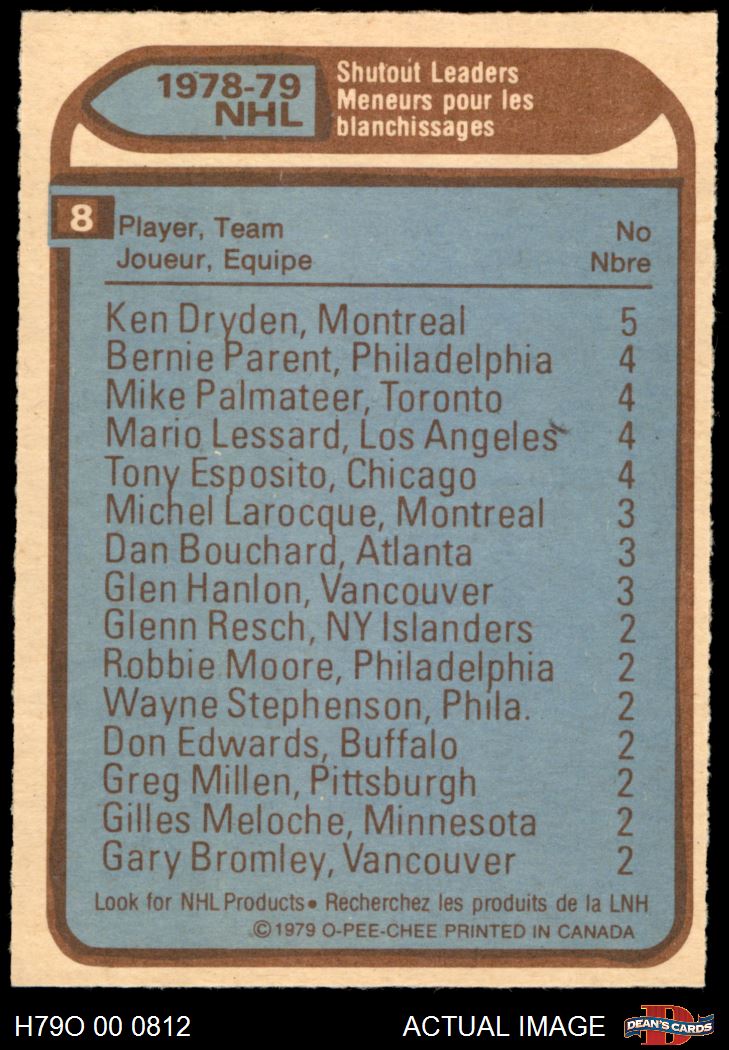 1978-79
NHL
Shutout Leaders
Meneurs pour les
blanchissages
8
Player, Team No
Joueur, Equipe Nbre
Ken Dryden, Montreal 5
Bernie Parent, Philadelphia 4
Mike Palmateer, Toronto 4
Mario Lessard, Los Angeles 4
Tony Esposito, Chicago 4
Michel Larocque, Montreal 3
Dan Bouchard, Atlanta 3
Glen Hanlon, Vancouver 3
Glenn Resch, NY Islanders 2
Robbie Moore, Philadelphia 2
Wayne Stephenson, Phila. 2
Don Edwards, Buffalo 2
Greg Millen, Pittsburgh 2
Gilles Meloche, Minnesota 2
Gary Bromley, Vancouver 2
Look for NHL Products• Recherchez les produits de la LNH
©1979 O-PEE-CHEE PRINTED IN CANADA
H79O 00 0812 ACTUAL IMAGE DEAN'S CARDS